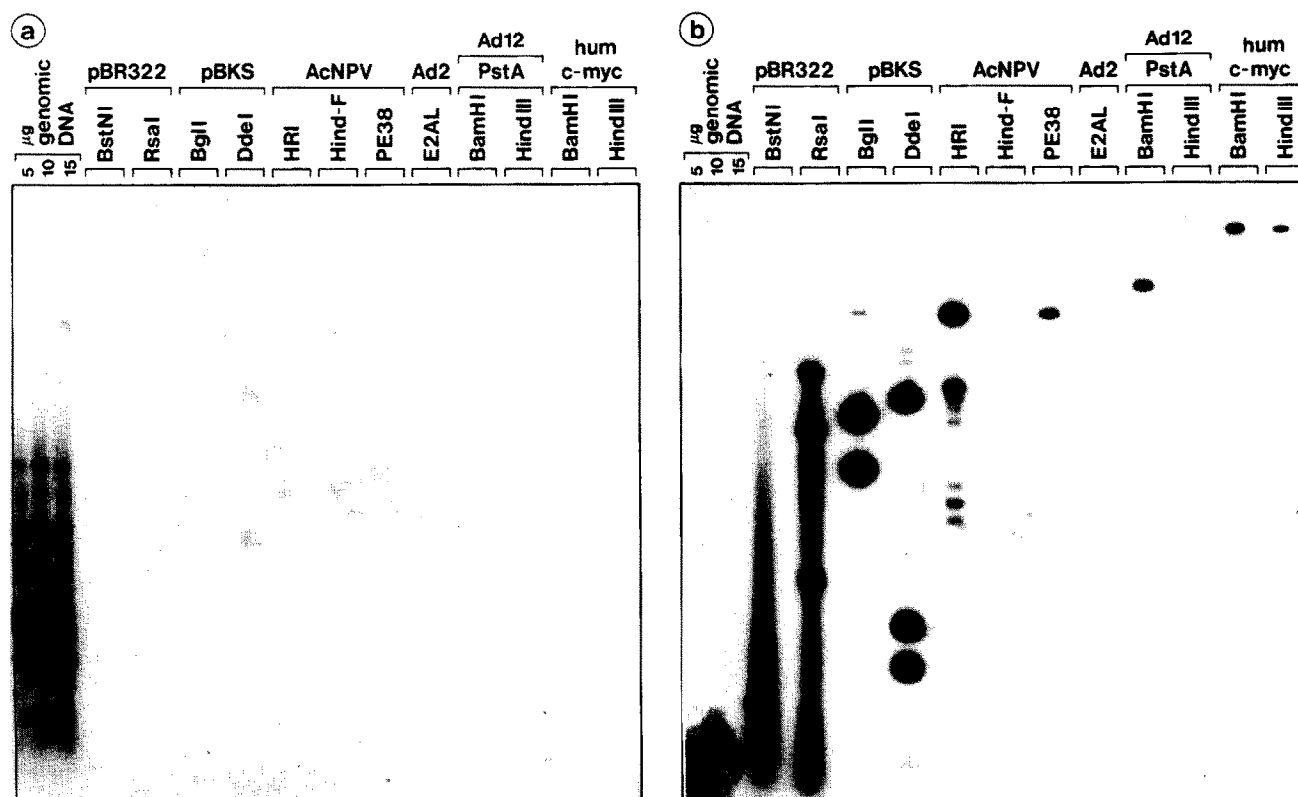 a
Ad12
hum
pBR322 pBKS AcNPV Ad2 PstA c-myc
µg genomic DNA
5 10 15
BstNI RsaI BglI DdeI HRI Hind-F PE38 E2AL BamHI HindIII BamHI HindIII
b
Ad12
hum
pBR322 pBKS AcNPV Ad2 PstA c-myc
µg genomic DNA
5 10 15
BstNI RsaI BglI DdeI HRI Hind-F PE38 E2AL BamHI HindIII BamHI HindIII